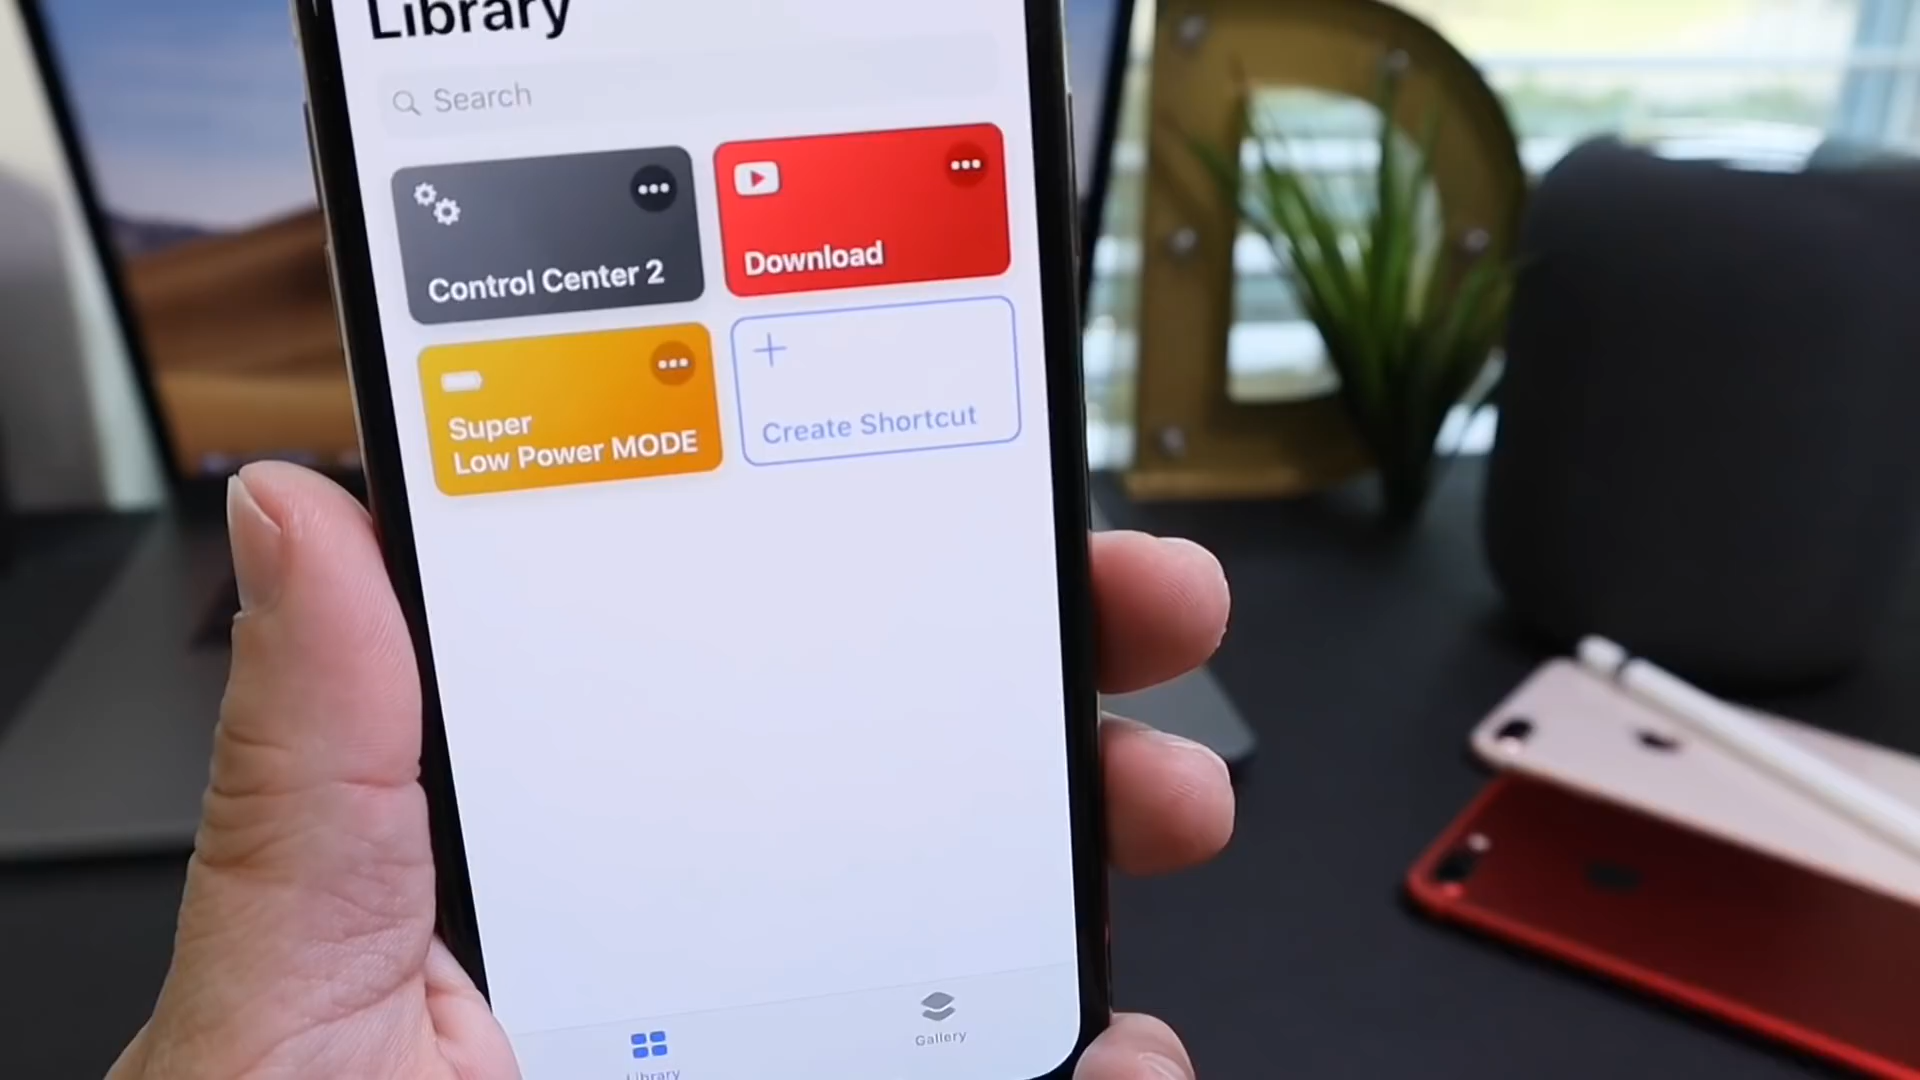 Library
Search
Control Center 2
Download
Super
Low Power MODE
Create Shortcut
Library
Gallery